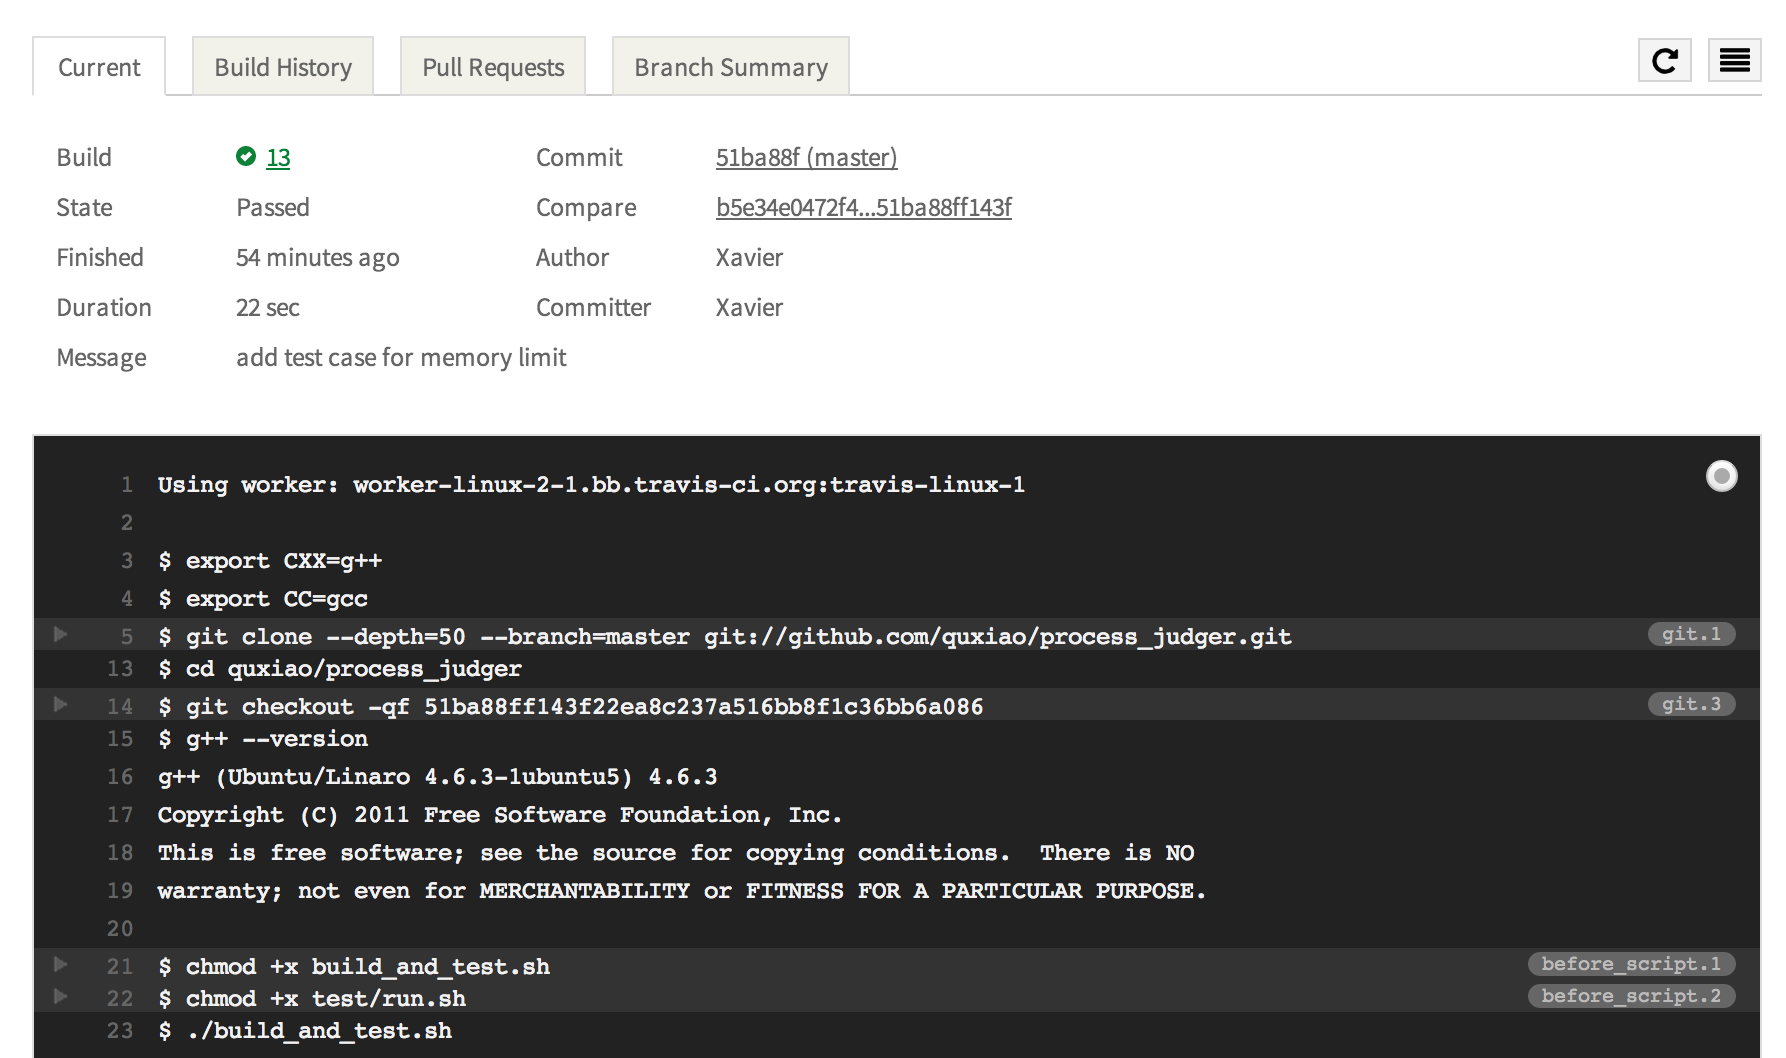 Current Build History Pull Requests Branch Summary
Build 13 Commit 51ba88f (master)
State Passed Compare b5e34e0472f4...51ba88ff143f
Finished 54 minutes ago Author Xavier
Duration 22 sec Committer Xavier
Message add test case for memory limit
1 Using worker: worker-linux-2-1.bb.travis-ci.org:travis-linux-1
2
3 $ export CXX=g++
4 $ export CC=gcc
5 $ git clone --depth=50 --branch=master git://github.com/quxiao/process_judger.git git.1
13 $ cd quxiao/process_judger
14 $ git checkout -qf 51ba88ff143f22ea8c237a516bb8f1c36bb6a086 git.3
15 $ g++ --version
16 g++ (Ubuntu/Linaro 4.6.3-1ubuntu5) 4.6.3
17 Copyright (C) 2011 Free Software Foundation, Inc.
18 This is free software; see the source for copying conditions.  There is NO
19 warranty; not even for MERCHANTABILITY or FITNESS FOR A PARTICULAR PURPOSE.
20
21 $ chmod +x build_and_test.sh before_script.1
22 $ chmod +x test/run.sh before_script.2
23 $ ./build_and_test.sh